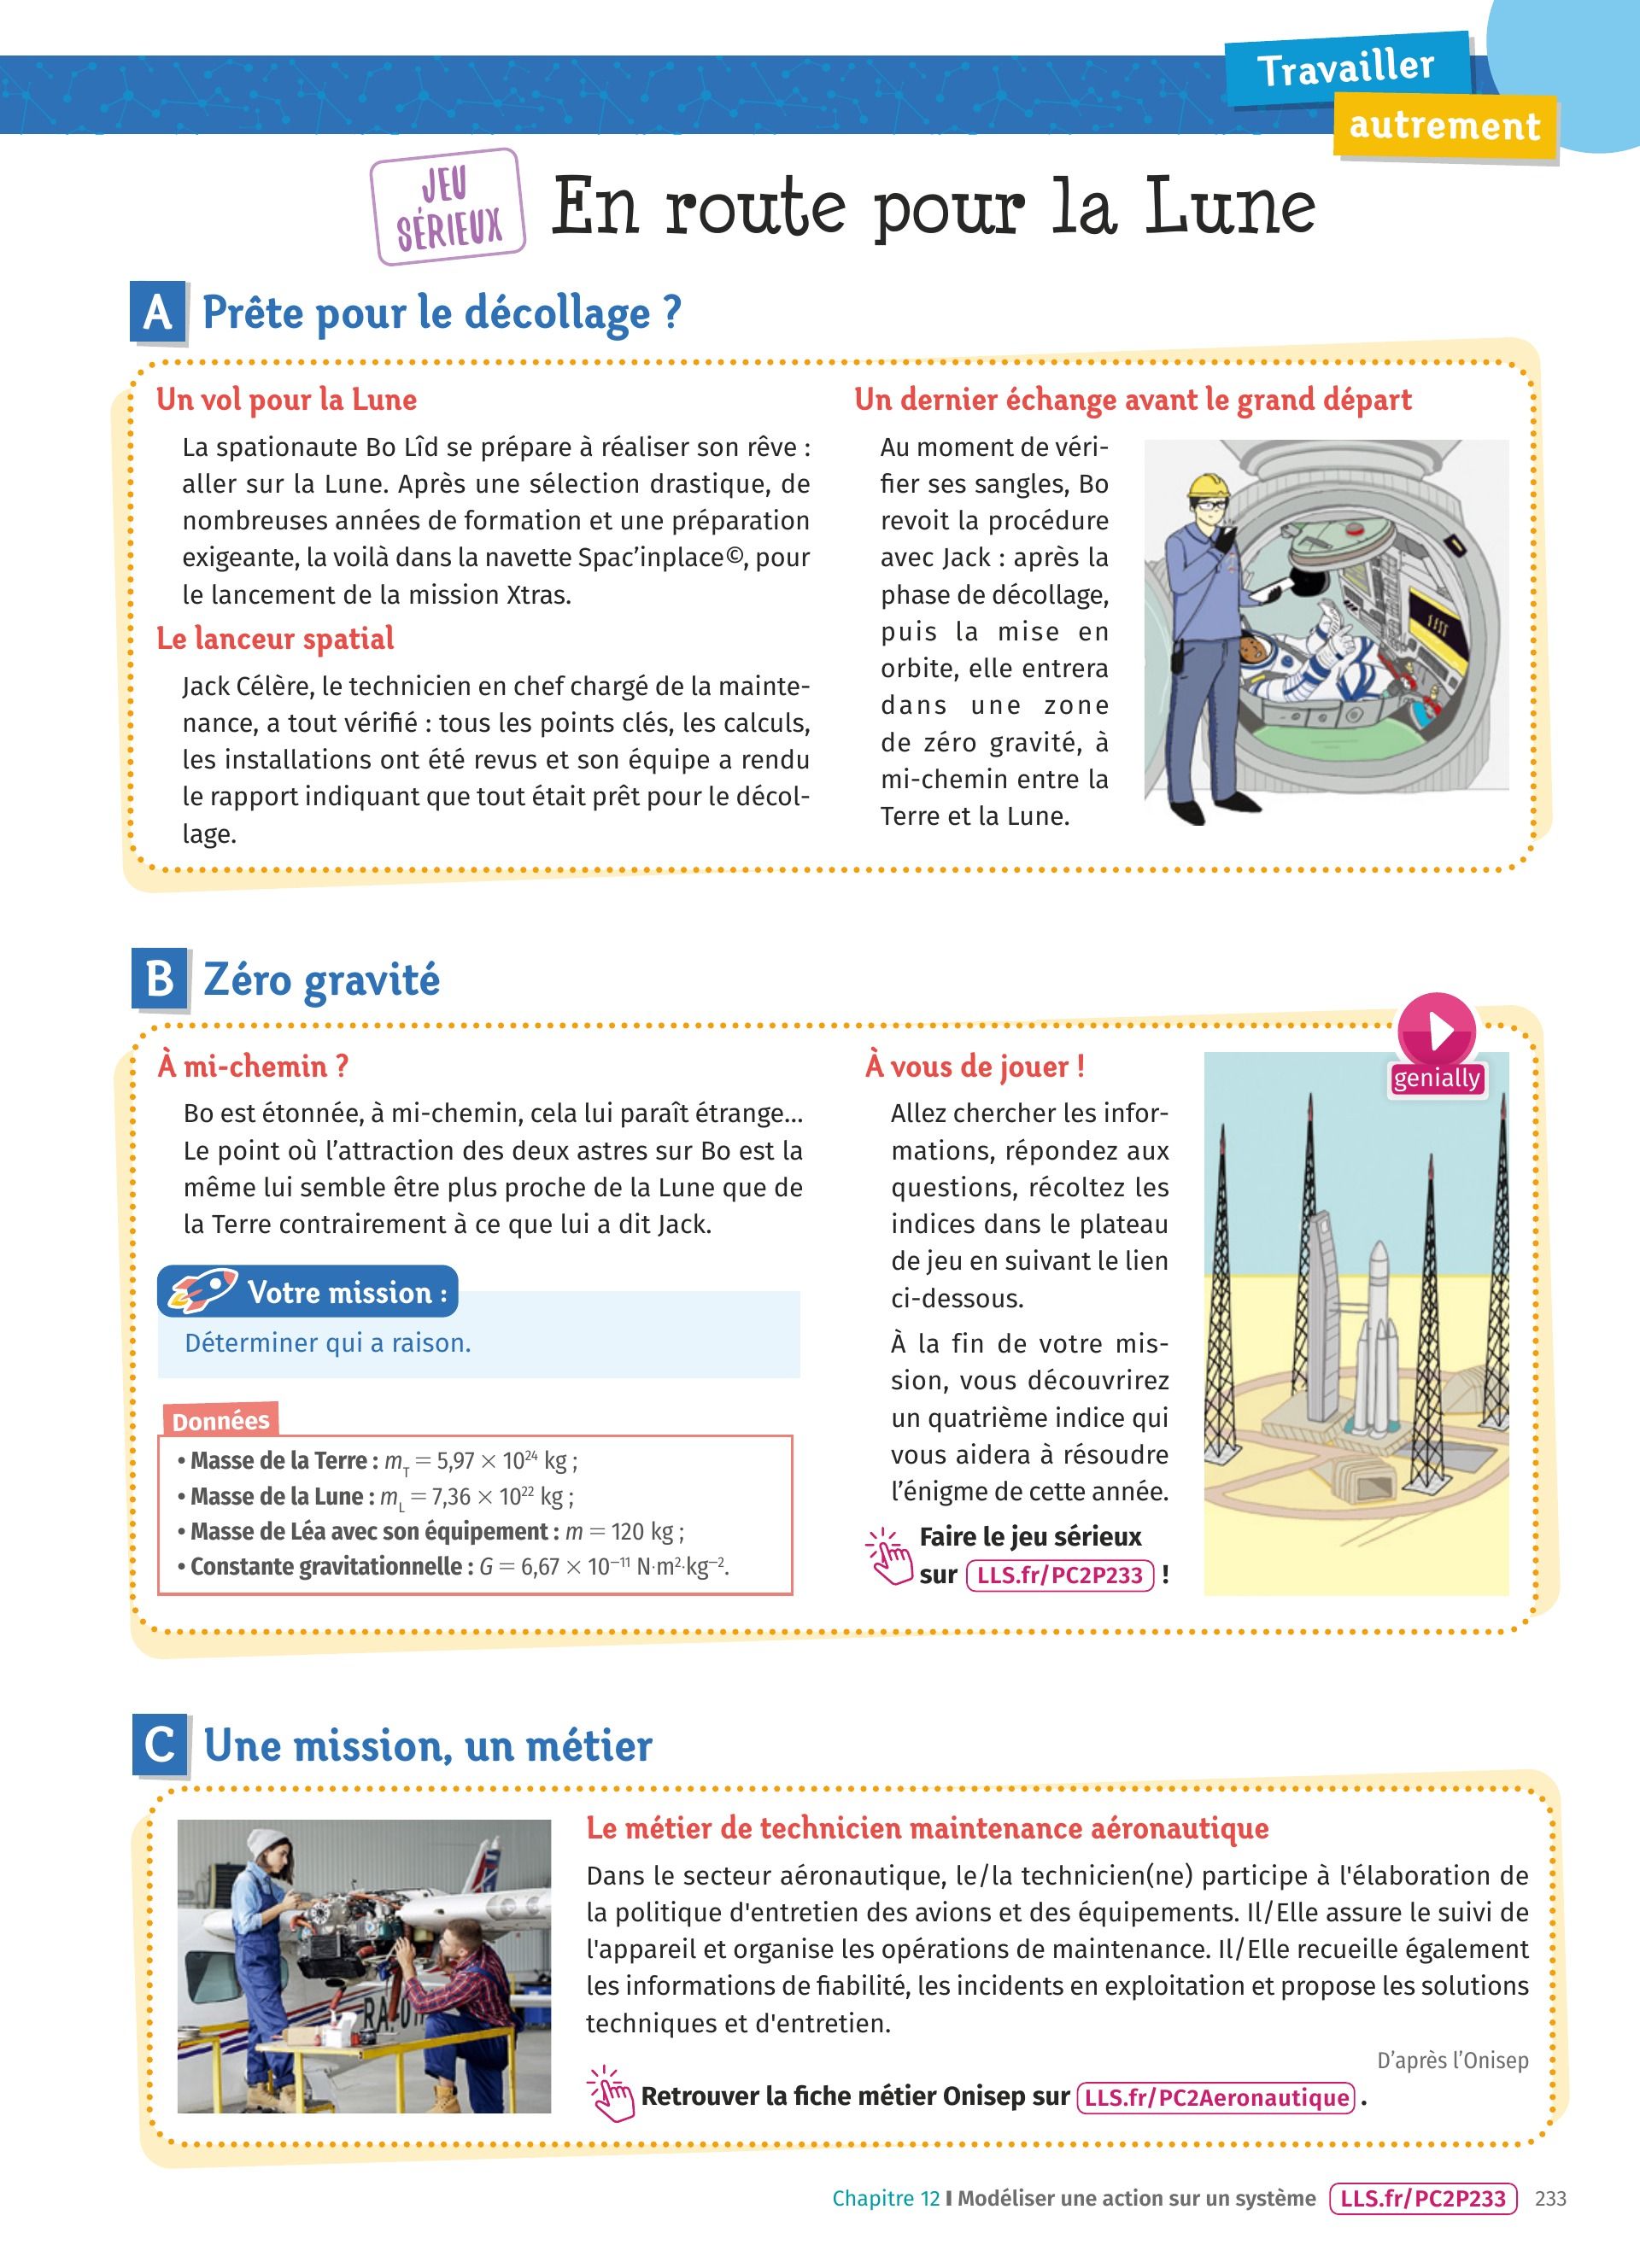 Travailler
autrement
JEU
SÉRIEUX
En route pour la Lune
A Prête pour le décollage ?
Un vol pour la Lune
La spationaute Bo Lîd se prépare à réaliser son rêve :
aller sur la Lune. Après une sélection drastique, de
nombreuses années de formation et une préparation
exigeante, la voilà dans la navette Spac’inplace©, pour
le lancement de la mission Xtras.
Le lanceur spatial
Jack Célère, le technicien en chef chargé de la mainte-
nance, a tout vérifié : tous les points clés, les calculs,
les installations ont été revus et son équipe a rendu
le rapport indiquant que tout était prêt pour le décol-
lage.
Un dernier échange avant le grand départ
Au moment de véri-
fier ses sangles, Bo
revoit la procédure
avec Jack : après la
phase de décollage,
puis la mise en
orbite, elle entrera
dans une zone
de zéro gravité, à
mi-chemin entre la
Terre et la Lune.
B Zéro gravité
À mi-chemin ?
Bo est étonnée, à mi-chemin, cela lui paraît étrange...
Le point où l’attraction des deux astres sur Bo est la
même lui semble être plus proche de la Lune que de
la Terre contrairement à ce que lui a dit Jack.
Votre mission :
Déterminer qui a raison.
Données
• Masse de la Terre : m_T = 5,97 × 10²⁴ kg ;
• Masse de la Lune : m_L = 7,36 × 10²² kg ;
• Masse de Léa avec son équipement : m = 120 kg ;
• Constante gravitationnelle : G = 6,67 × 10⁻¹¹ N·m²·kg⁻².
À vous de jouer !
Allez chercher les infor-
mations, répondez aux
questions, récoltez les
indices dans le plateau
de jeu en suivant le lien
ci-dessous.
À la fin de votre mis-
sion, vous découvrirez
un quatrième indice qui
vous aidera à résoudre
l’énigme de cette année.
Faire le jeu sérieux
sur LLS.fr/PC2P233 !
genially
C Une mission, un métier
Le métier de technicien maintenance aéronautique
Dans le secteur aéronautique, le/la technicien(ne) participe à l'élaboration de
la politique d'entretien des avions et des équipements. Il/Elle assure le suivi de
l'appareil et organise les opérations de maintenance. Il/Elle recueille également
les informations de fiabilité, les incidents en exploitation et propose les solutions
techniques et d'entretien.
D’après l’Onisep
Retrouver la fiche métier Onisep sur LLS.fr/PC2Aeronautique .
Chapitre 12 I Modéliser une action sur un système LLS.fr/PC2P233 233